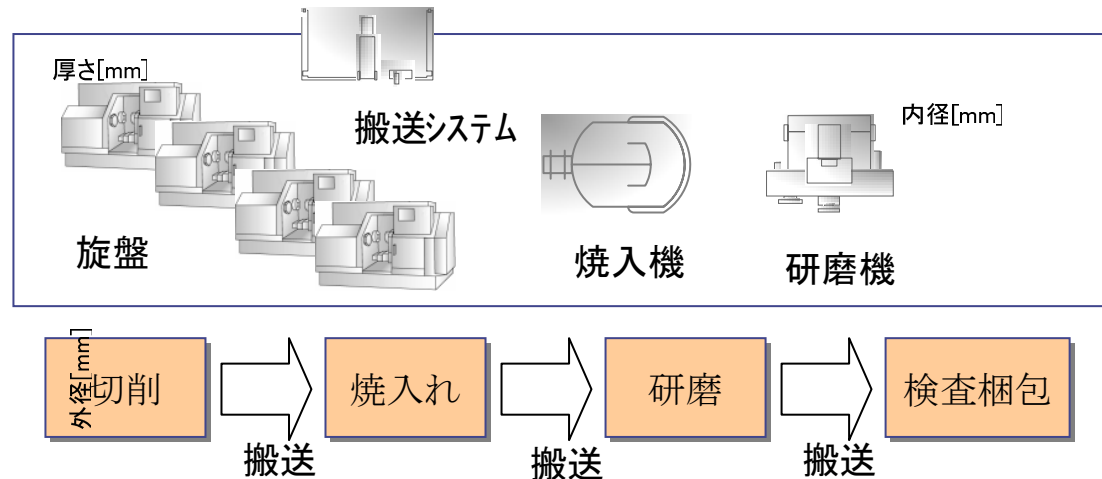 厚さ[mm]
搬送システム
内径[mm]
旋盤
焼入機
研磨機
外径[mm]
切削
焼入れ
研磨
検査梱包
搬送
搬送
搬送